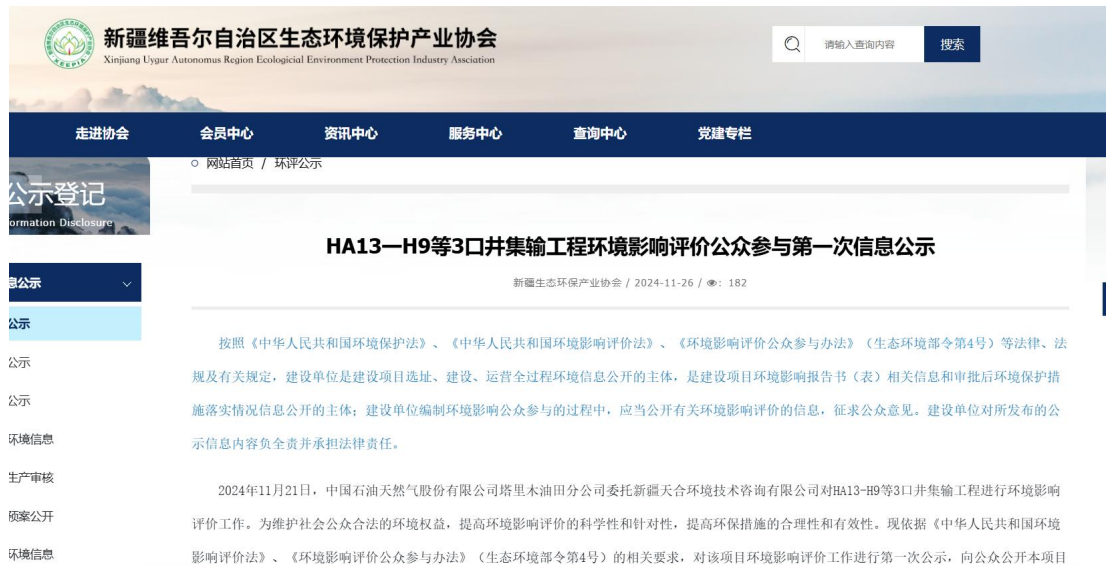 新疆维吾尔自治区生态环境保护产业协会
Xinjiang Uygur Autonomus Region Ecologicial Environment Protection Industry Assciation
XEEPIA
请输入查询内容
搜索
走进协会 会员中心 资讯中心 服务中心 查询中心 党建专栏
网站首页 / 环评公示
公示登记
ormation Disclosure
息公示
公示
公示
公示
环境信息
生产审核
预案公开
环境信息
HA13—H9等3口井集输工程环境影响评价公众参与第一次信息公示
新疆生态环保产业协会 / 2024-11-26 / : 182
按照《中华人民共和国环境保护法》、《中华人民共和国环境影响评价法》、《环境影响评价公众参与办法》（生态环境部令第4号）等法律、法
规及有关规定，建设单位是建设项目选址、建设、运营全过程环境信息公开的主体，是建设项目环境影响报告书（表）相关信息和审批后环境保护措
施落实情况信息公开的主体；建设单位编制环境影响公众参与的过程中，应当公开有关环境影响评价的信息，征求公众意见。建设单位对所发布的公
示信息内容负全责并承担法律责任。
2024年11月21日，中国石油天然气股份有限公司塔里木油田分公司委托新疆天合环境技术咨询有限公司对HA13-H9等3口井集输工程进行环境影响
评价工作。为维护社会公众合法的环境权益，提高环境影响评价的科学性和针对性，提高环保措施的合理性和有效性。现依据《中华人民共和国环境
影响评价法》、《环境影响评价公众参与办法》（生态环境部令第4号）的相关要求，对该项目环境影响评价工作进行第一次公示，向公众公开本项目